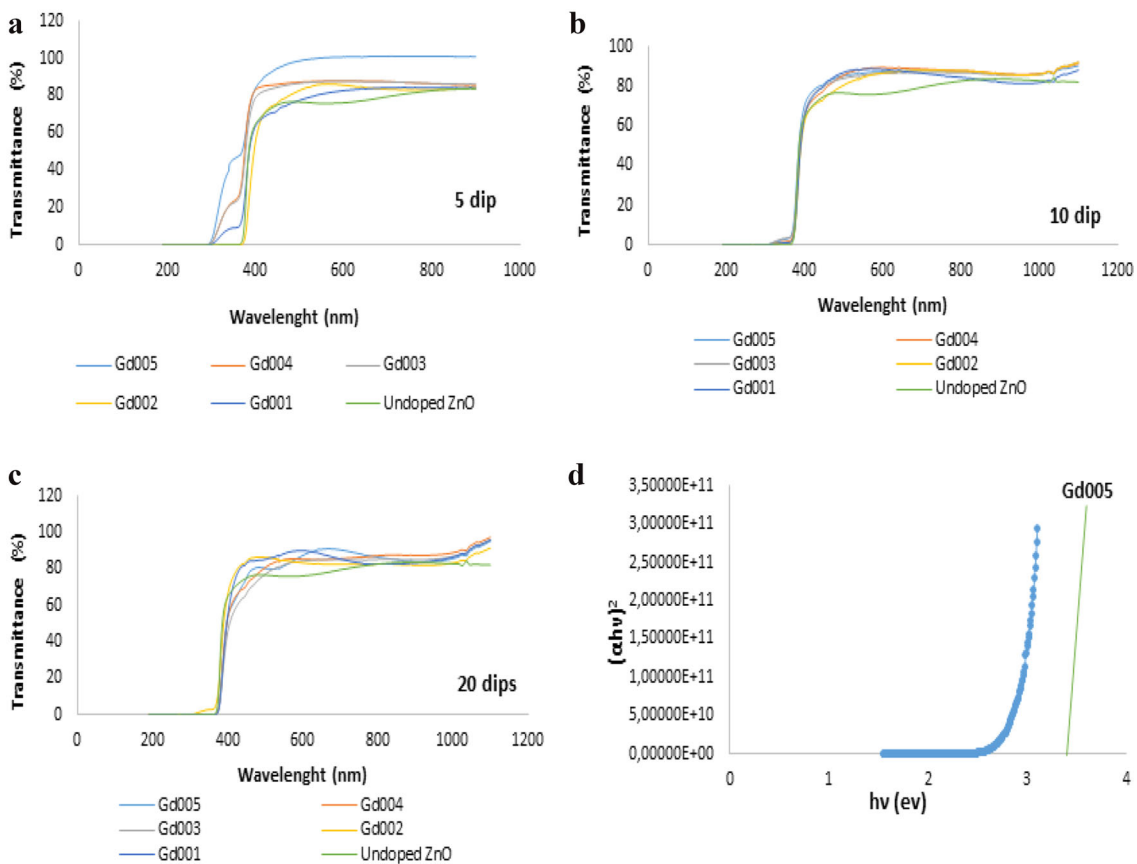 a
Transmittance (%)
120
100
80
60
40
20
0
0 200 400 600 800 1000
5 dip
Wavelenght (nm)
Gd005 Gd004 Gd003
Gd002 Gd001 Undoped ZnO
b
Transmittance (%)
120
100
80
60
40
20
0
0 200 400 600 800 1000 1200
10 dip
Wavelenght (nm)
Gd005 Gd004
Gd003 Gd002
Gd001 Undoped ZnO
c
Transmittance (%)
120
100
80
60
40
20
0
0 200 400 600 800 1000 1200
20 dips
Wavelenght (nm)
Gd005 Gd004
Gd003 Gd002
Gd001 Undoped ZnO
d
(αhν)²
3,50000E+11
3,00000E+11
2,50000E+11
2,00000E+11
1,50000E+11
1,00000E+11
5,00000E+10
0,00000E+00
0 1 2 3 4
Gd005
hν (ev)